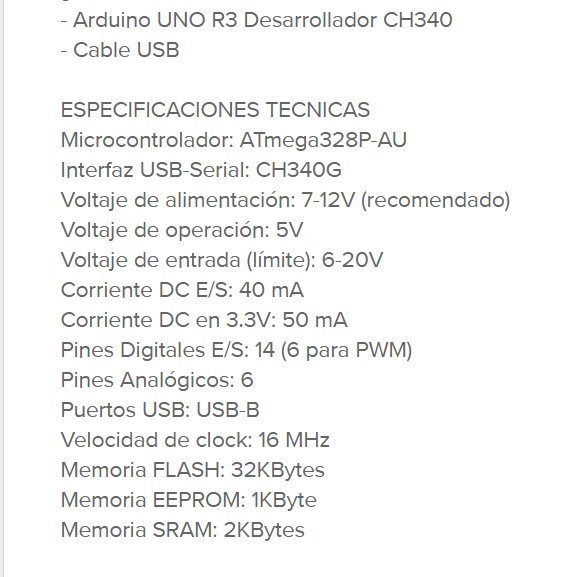 - Arduino UNO R3 Desarrollador CH340
- Cable USB
ESPECIFICACIONES TECNICAS
Microcontrolador: ATmega328P-AU
Interfaz USB-Serial: CH340G
Voltaje de alimentación: 7-12V (recomendado)
Voltaje de operación: 5V
Voltaje de entrada (límite): 6-20V
Corriente DC E/S: 40 mA
Corriente DC en 3.3V: 50 mA
Pines Digitales E/S: 14 (6 para PWM)
Pines Analógicos: 6
Puertos USB: USB-B
Velocidad de clock: 16 MHz
Memoria FLASH: 32KBytes
Memoria EEPROM: 1KByte
Memoria SRAM: 2KBytes